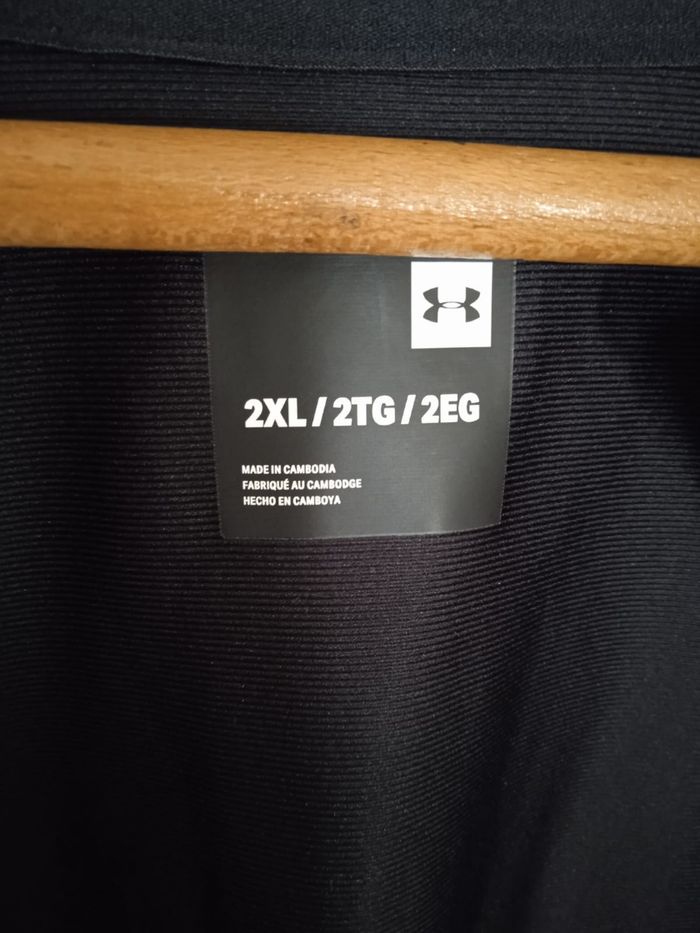 2XL / 2TG / 2EG
MADE IN CAMBODIA
FABRIQUÉ AU CAMBODGE
HECHO EN CAMBOYA